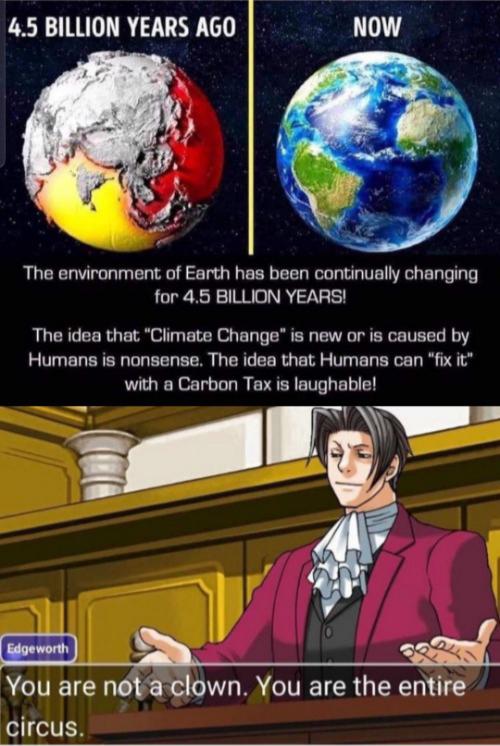 4.5 BILLION YEARS AGO
NOW
The environment of Earth has been continually changing
for 4.5 BILLION YEARS!
The idea that "Climate Change" is new or is caused by
Humans is nonsense. The idea that Humans can "fix it"
with a Carbon Tax is laughable!
Edgeworth
You are not a clown. You are the entire
circus.